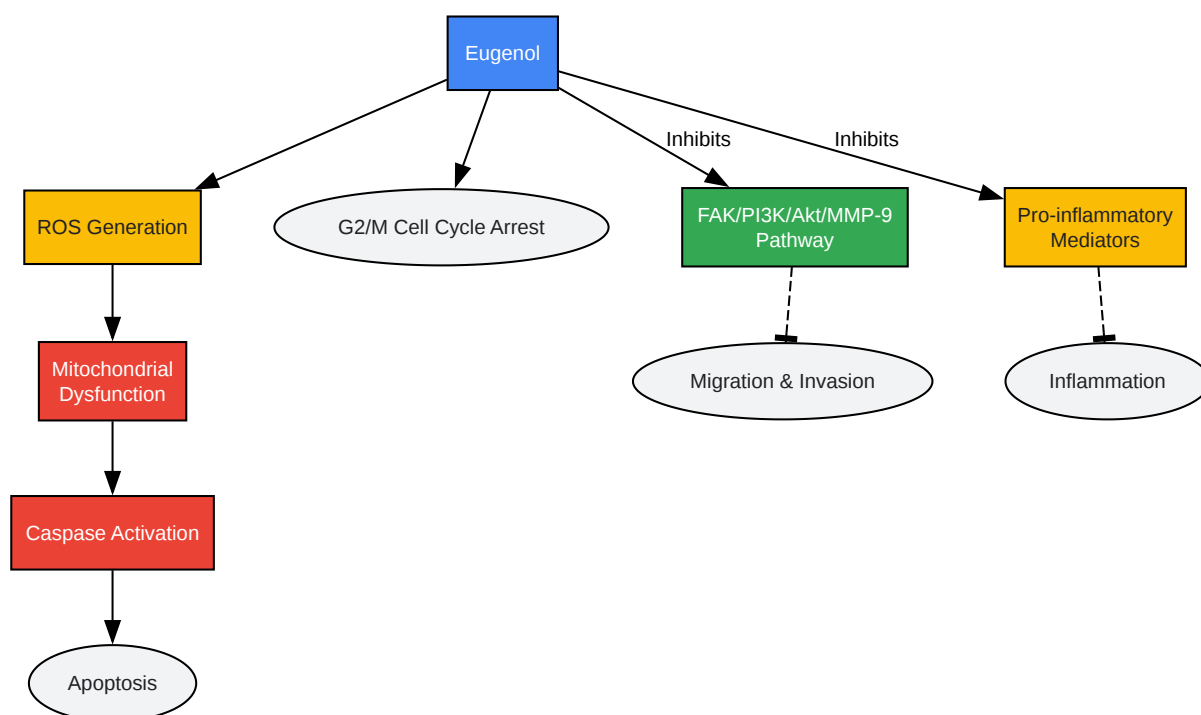 Eugenol
Inhibits
Inhibits
ROS Generation
G2/M Cell Cycle Arrest
FAK/PI3K/Akt/MMP-9
Pathway
Pro-inflammatory
Mediators
Mitochondrial
Dysfunction
Migration & Invasion
Inflammation
Caspase Activation
Apoptosis